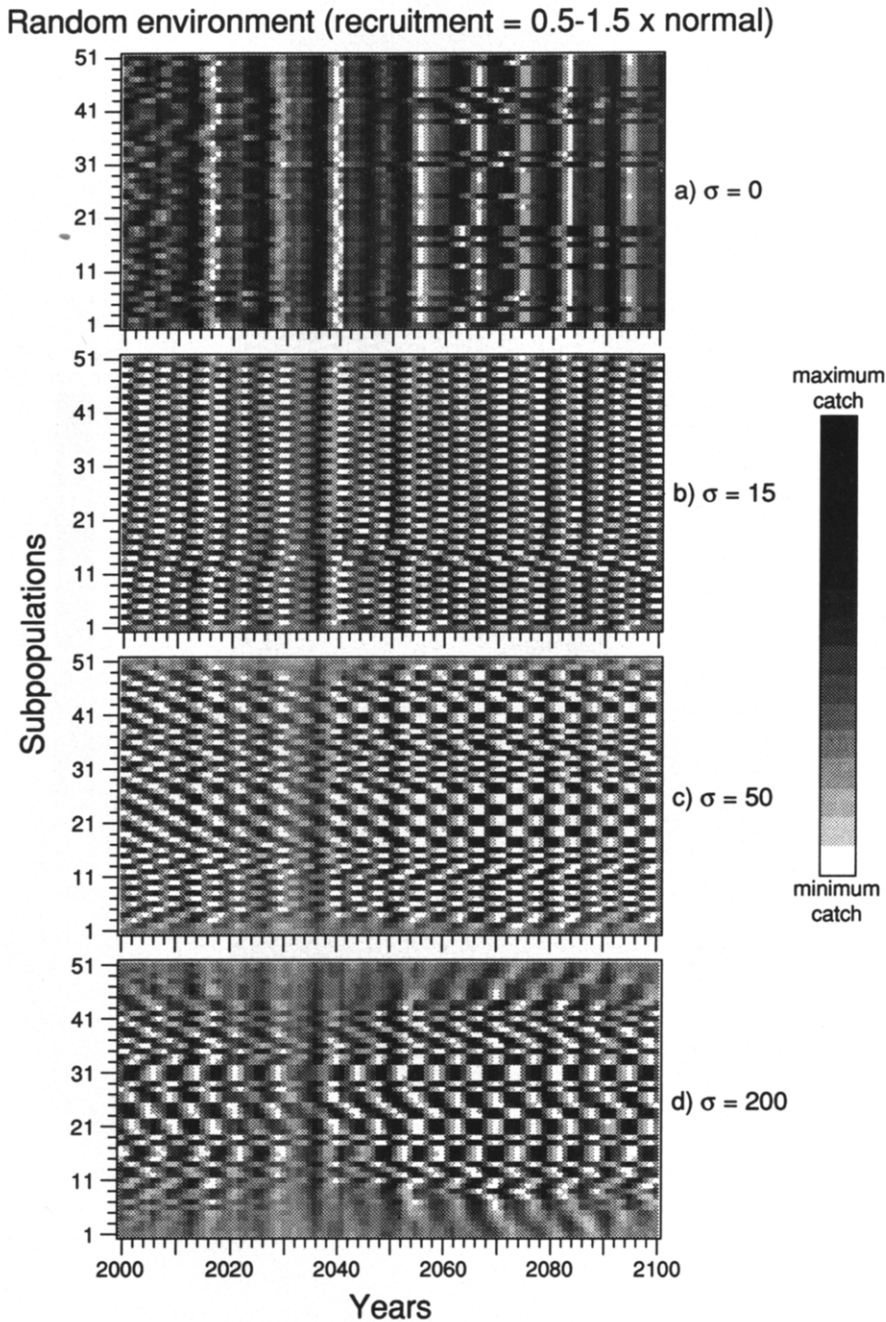 Random environment (recruitment = 0.5-1.5 x normal)
51
41
31
21
11
1
a) σ = 0
51
41
31
21
11
1
b) σ = 15
51
41
31
21
11
1
c) σ = 50
51
41
31
21
11
1
d) σ = 200
2000 2020 2040 2060 2080 2100
Years
Subpopulations
maximum
catch
minimum
catch